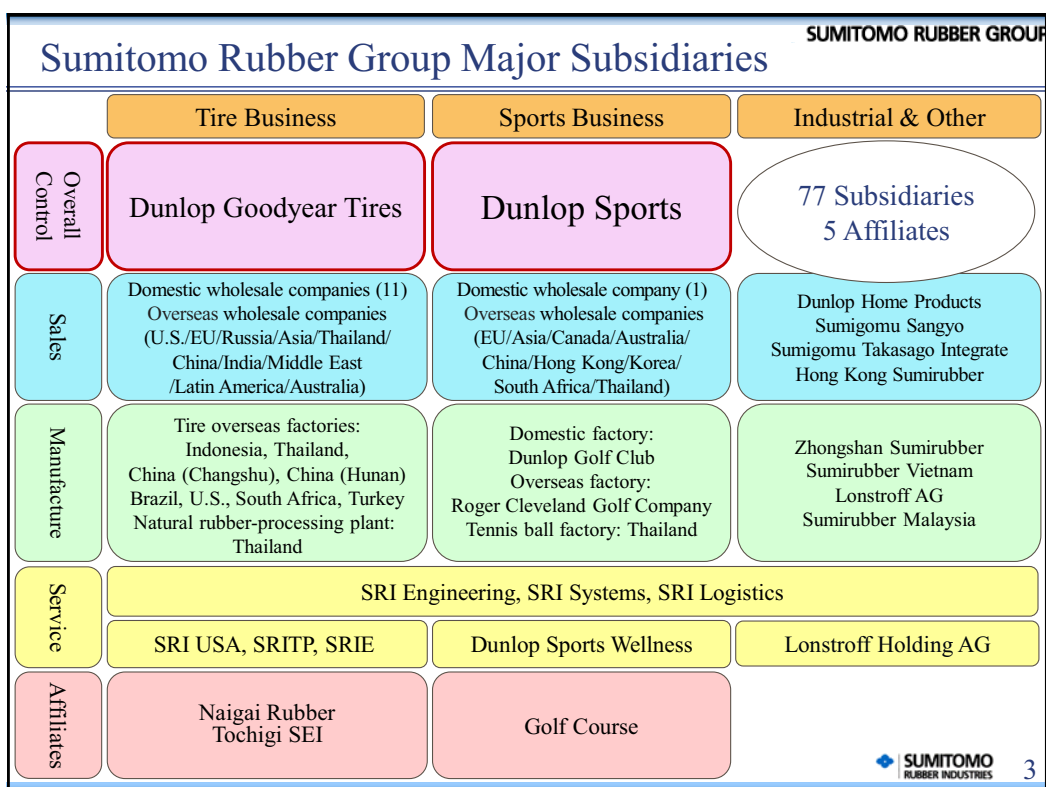 SUMITOMO RUBBER GROUP
Sumitomo Rubber Group Major Subsidiaries
Tire Business
Sports Business
Industrial & Other
Overall
Control
Dunlop Goodyear Tires
Dunlop Sports
77 Subsidiaries
5 Affiliates
Sales
Domestic wholesale companies (11)
Overseas wholesale companies
(U.S./EU/Russia/Asia/Thailand/
China/India/Middle East
/Latin America/Australia)
Domestic wholesale company (1)
Overseas wholesale companies
(EU/Asia/Canada/Australia/
China/Hong Kong/Korea/
South Africa/Thailand)
Dunlop Home Products
Sumigomu Sangyo
Sumigomu Takasago Integrate
Hong Kong Sumirubber
Manufacture
Tire overseas factories:
Indonesia, Thailand,
China (Changshu), China (Hunan)
Brazil, U.S., South Africa, Turkey
Natural rubber-processing plant:
Thailand
Domestic factory:
Dunlop Golf Club
Overseas factory:
Roger Cleveland Golf Company
Tennis ball factory: Thailand
Zhongshan Sumirubber
Sumirubber Vietnam
Lonstroff AG
Sumirubber Malaysia
Service
SRI Engineering, SRI Systems, SRI Logistics
SRI USA, SRITP, SRIE
Dunlop Sports Wellness
Lonstroff Holding AG
Affiliates
Naigai Rubber
Tochigi SEI
Golf Course
SUMITOMO
RUBBER INDUSTRIES
3